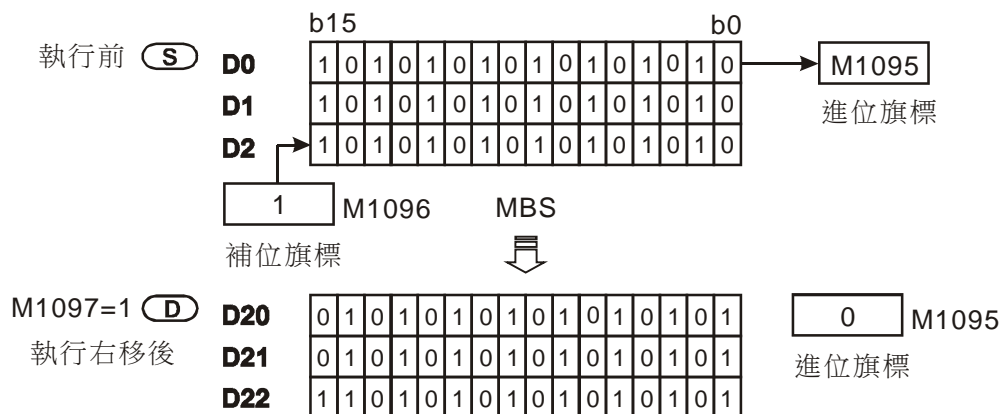 b15 b0
執行前 S D0 1 0 1 0 1 0 1 0 1 0 1 0 1 0 1 0 M1095
D1 1 0 1 0 1 0 1 0 1 0 1 0 1 0 1 0 進位旗標
D2 1 0 1 0 1 0 1 0 1 0 1 0 1 0 1 0
1 M1096 MBS
補位旗標
M1097=1 D D20 0 1 0 1 0 1 0 1 0 1 0 1 0 1 0 1 0 M1095
執行右移後 D21 0 1 0 1 0 1 0 1 0 1 0 1 0 1 0 1 進位旗標
D22 1 1 0 1 0 1 0 1 0 1 0 1 0 1 0 1